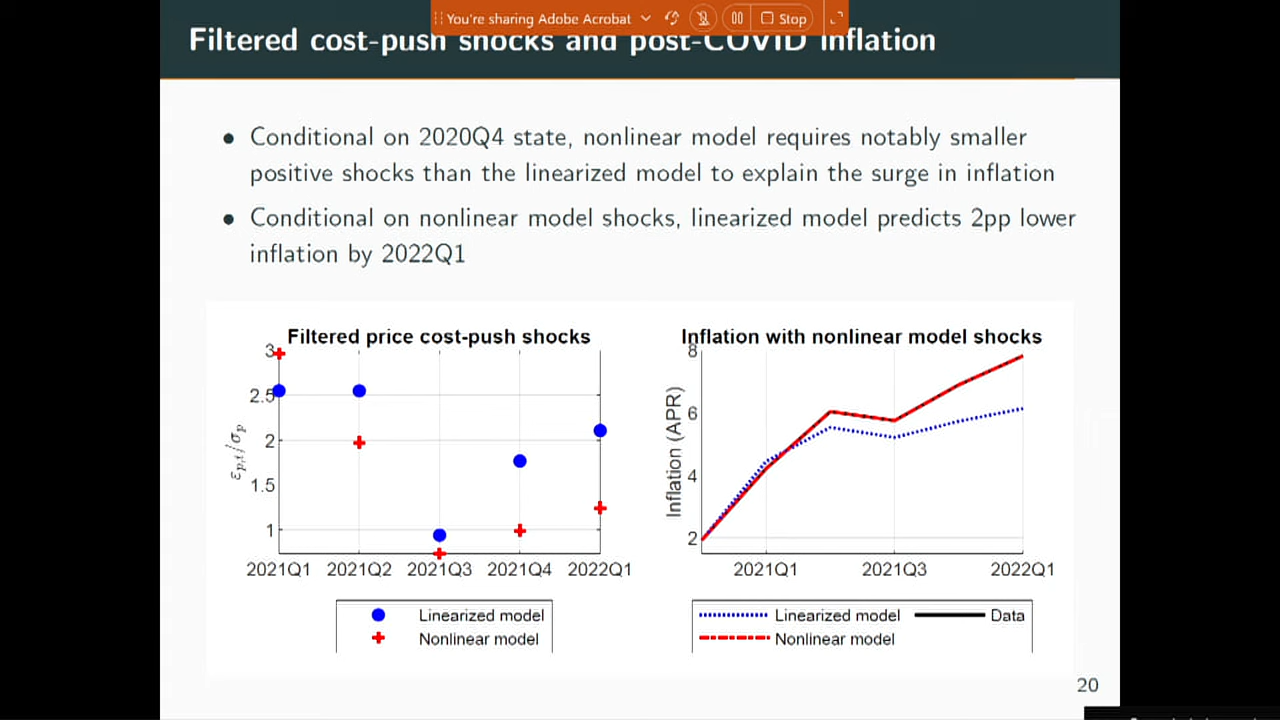 You're sharing Adobe Acrobat
Stop
Filtered cost-push shocks and post-COVID inflation
• Conditional on 2020Q4 state, nonlinear model requires notably smaller
positive shocks than the linearized model to explain the surge in inflation
• Conditional on nonlinear model shocks, linearized model predicts 2pp lower
inflation by 2022Q1
Filtered price cost-push shocks
3
2.5
2
1.5
1
εp,t/σp
2021Q1 2021Q2 2021Q3 2021Q4 2022Q1
Linearized model
Nonlinear model
Inflation with nonlinear model shocks
8
6
4
2
Inflation (APR)
2021Q1 2021Q3 2022Q1
Linearized model Data
Nonlinear model
20